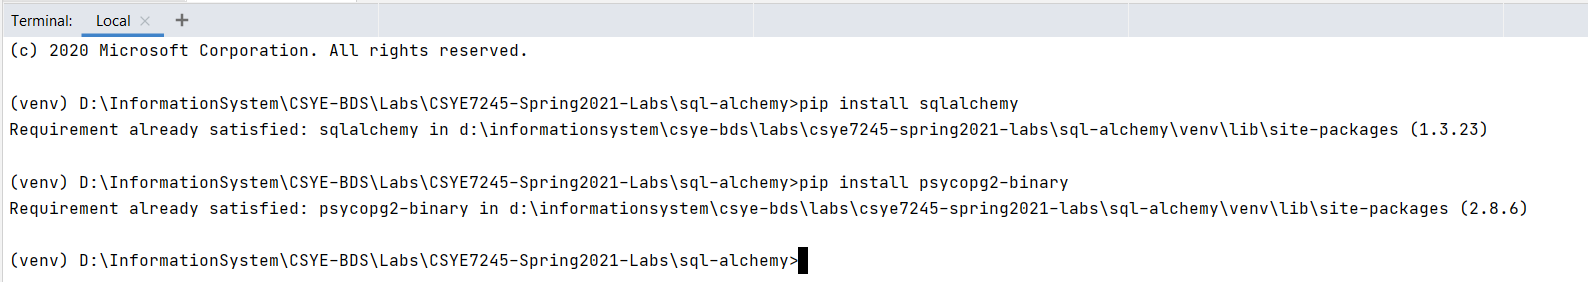 Terminal: Local × +
(c) 2020 Microsoft Corporation. All rights reserved.
(venv) D:\InformationSystem\CSYE-BDS\Labs\CSYE7245-Spring2021-Labs\sql-alchemy>pip install sqlalchemy
Requirement already satisfied: sqlalchemy in d:\informationsystem\csye-bds\labs\csye7245-spring2021-labs\sql-alchemy\venv\lib\site-packages (1.3.23)
(venv) D:\InformationSystem\CSYE-BDS\Labs\CSYE7245-Spring2021-Labs\sql-alchemy>pip install psycopg2-binary
Requirement already satisfied: psycopg2-binary in d:\informationsystem\csye-bds\labs\csye7245-spring2021-labs\sql-alchemy\venv\lib\site-packages (2.8.6)
(venv) D:\InformationSystem\CSYE-BDS\Labs\CSYE7245-Spring2021-Labs\sql-alchemy>